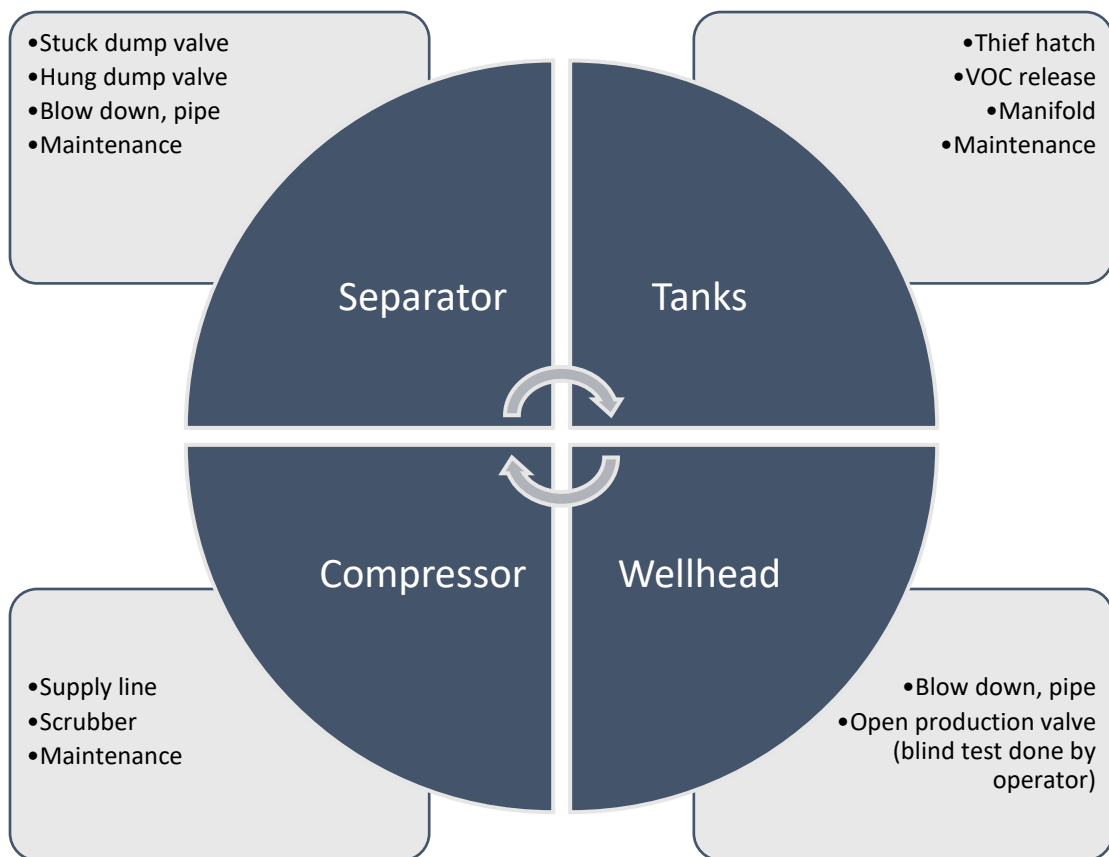 •Stuck dump valve
•Hung dump valve
•Blow down, pipe
•Maintenance
•Thief hatch
•VOC release
•Manifold
•Maintenance
Separator
Tanks
Compressor
Wellhead
•Supply line
•Scrubber
•Maintenance
•Blow down, pipe
•Open production valve
(blind test done by
operator)